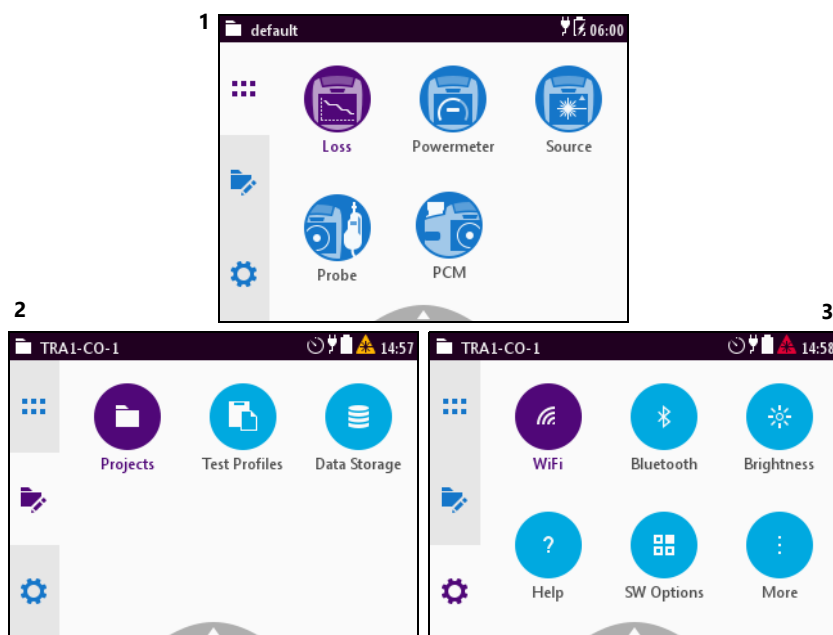 1
default 06:00
Loss Powermeter Source
Probe PCM
2
TRA1-CO-1 14:57
Projects Test Profiles Data Storage
3
TRA1-CO-1 14:58
WiFi Bluetooth Brightness
? 
Help SW Options More